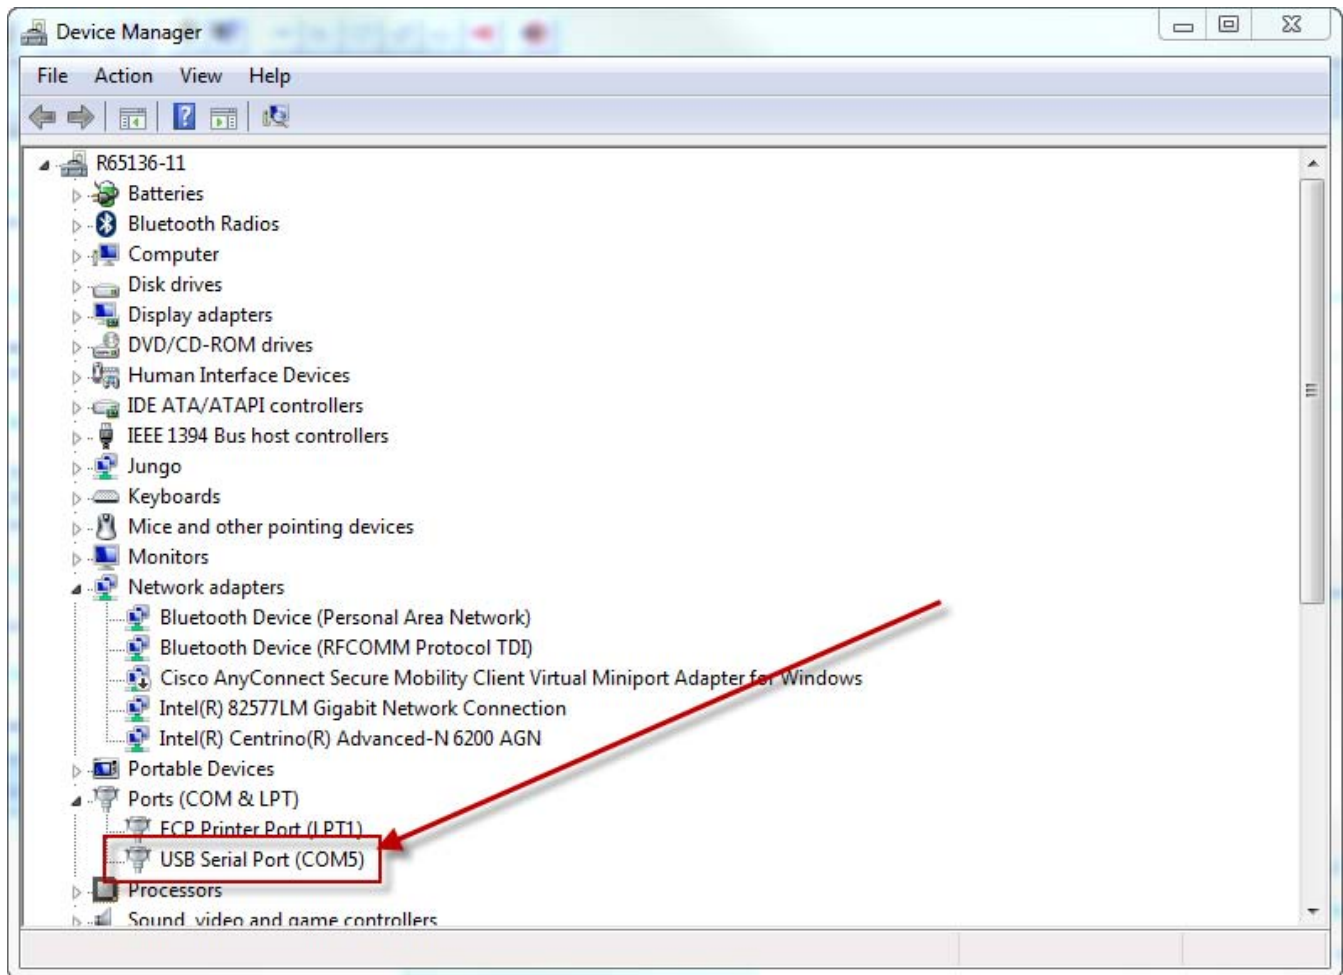 Device Manager
File Action View Help
R65136-11
Batteries
Bluetooth Radios
Computer
Disk drives
Display adapters
DVD/CD-ROM drives
Human Interface Devices
IDE ATA/ATAPI controllers
IEEE 1394 Bus host controllers
Jungo
Keyboards
Mice and other pointing devices
Monitors
Network adapters
Bluetooth Device (Personal Area Network)
Bluetooth Device (RFCOMM Protocol TDI)
Cisco AnyConnect Secure Mobility Client Virtual Miniport Adapter for Windows
Intel(R) 82577LM Gigabit Network Connection
Intel(R) Centrino(R) Advanced-N 6200 AGN
Portable Devices
Ports (COM & LPT)
ECP Printer Port (LPT1)
USB Serial Port (COM5)
Processors
Sound, video and game controllers